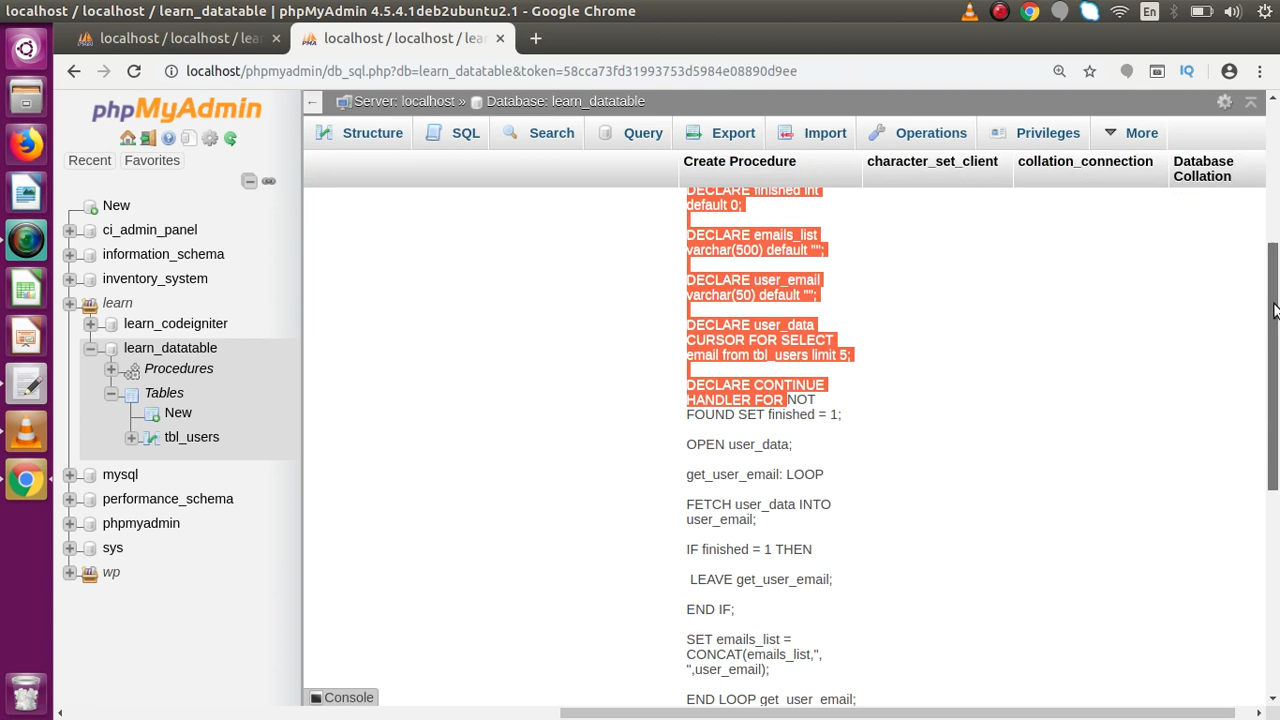 localhost / localhost / learn_datatable | phpMyAdmin 4.5.4.1deb2ubuntu2.1 - Google Chrome
En
localhost / localhost / lea
localhost / localhost / lea
localhost/phpmyadmin/db_sql.php?db=learn_datatable&token=58cca73fd31993753d5984e08890d9ee
IQ
phpMyAdmin
Recent
Favorites
New
ci_admin_panel
information_schema
inventory_system
learn
learn_codeigniter
learn_datatable
Procedures
Tables
New
tbl_users
mysql
performance_schema
phpmyadmin
sys
wp
Server: localhost » Database: learn_datatable
Structure
SQL
Search
Query
Export
Import
Operations
Privileges
More
Create Procedure
character_set_client
collation_connection
Database
Collation
DECLARE finished int
default 0;
DECLARE emails_list
varchar(500) default "";
DECLARE user_email
varchar(50) default "";
DECLARE user_data
CURSOR FOR SELECT
email from tbl_users limit 5;
DECLARE CONTINUE
HANDLER FOR NOT
FOUND SET finished = 1;
OPEN user_data;
get_user_email: LOOP
FETCH user_data INTO
user_email;
IF finished = 1 THEN
LEAVE get_user_email;
END IF;
SET emails_list =
CONCAT(emails_list,",
",user_email);
END LOOP get_user_email;
Console